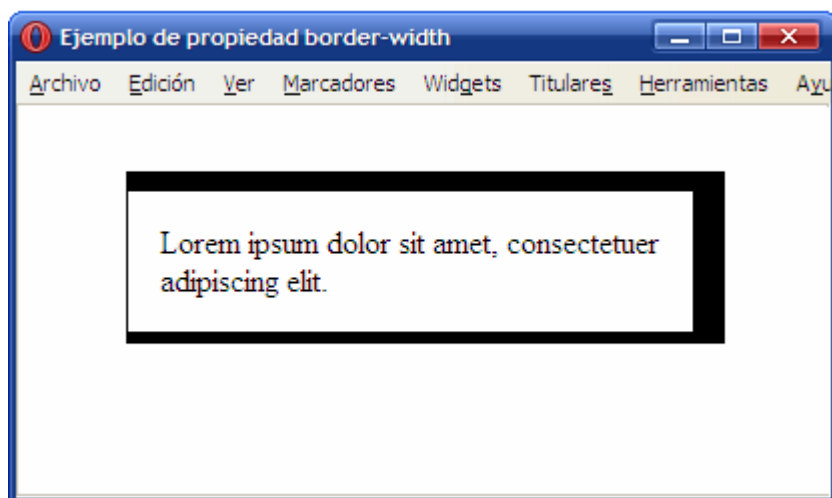 Ejemplo de propiedad border-width
Archivo Edición Ver Marcadores Widgets Titulares Herramientas Ayu
Lorem ipsum dolor sit amet, consectetuer
adipiscing elit.